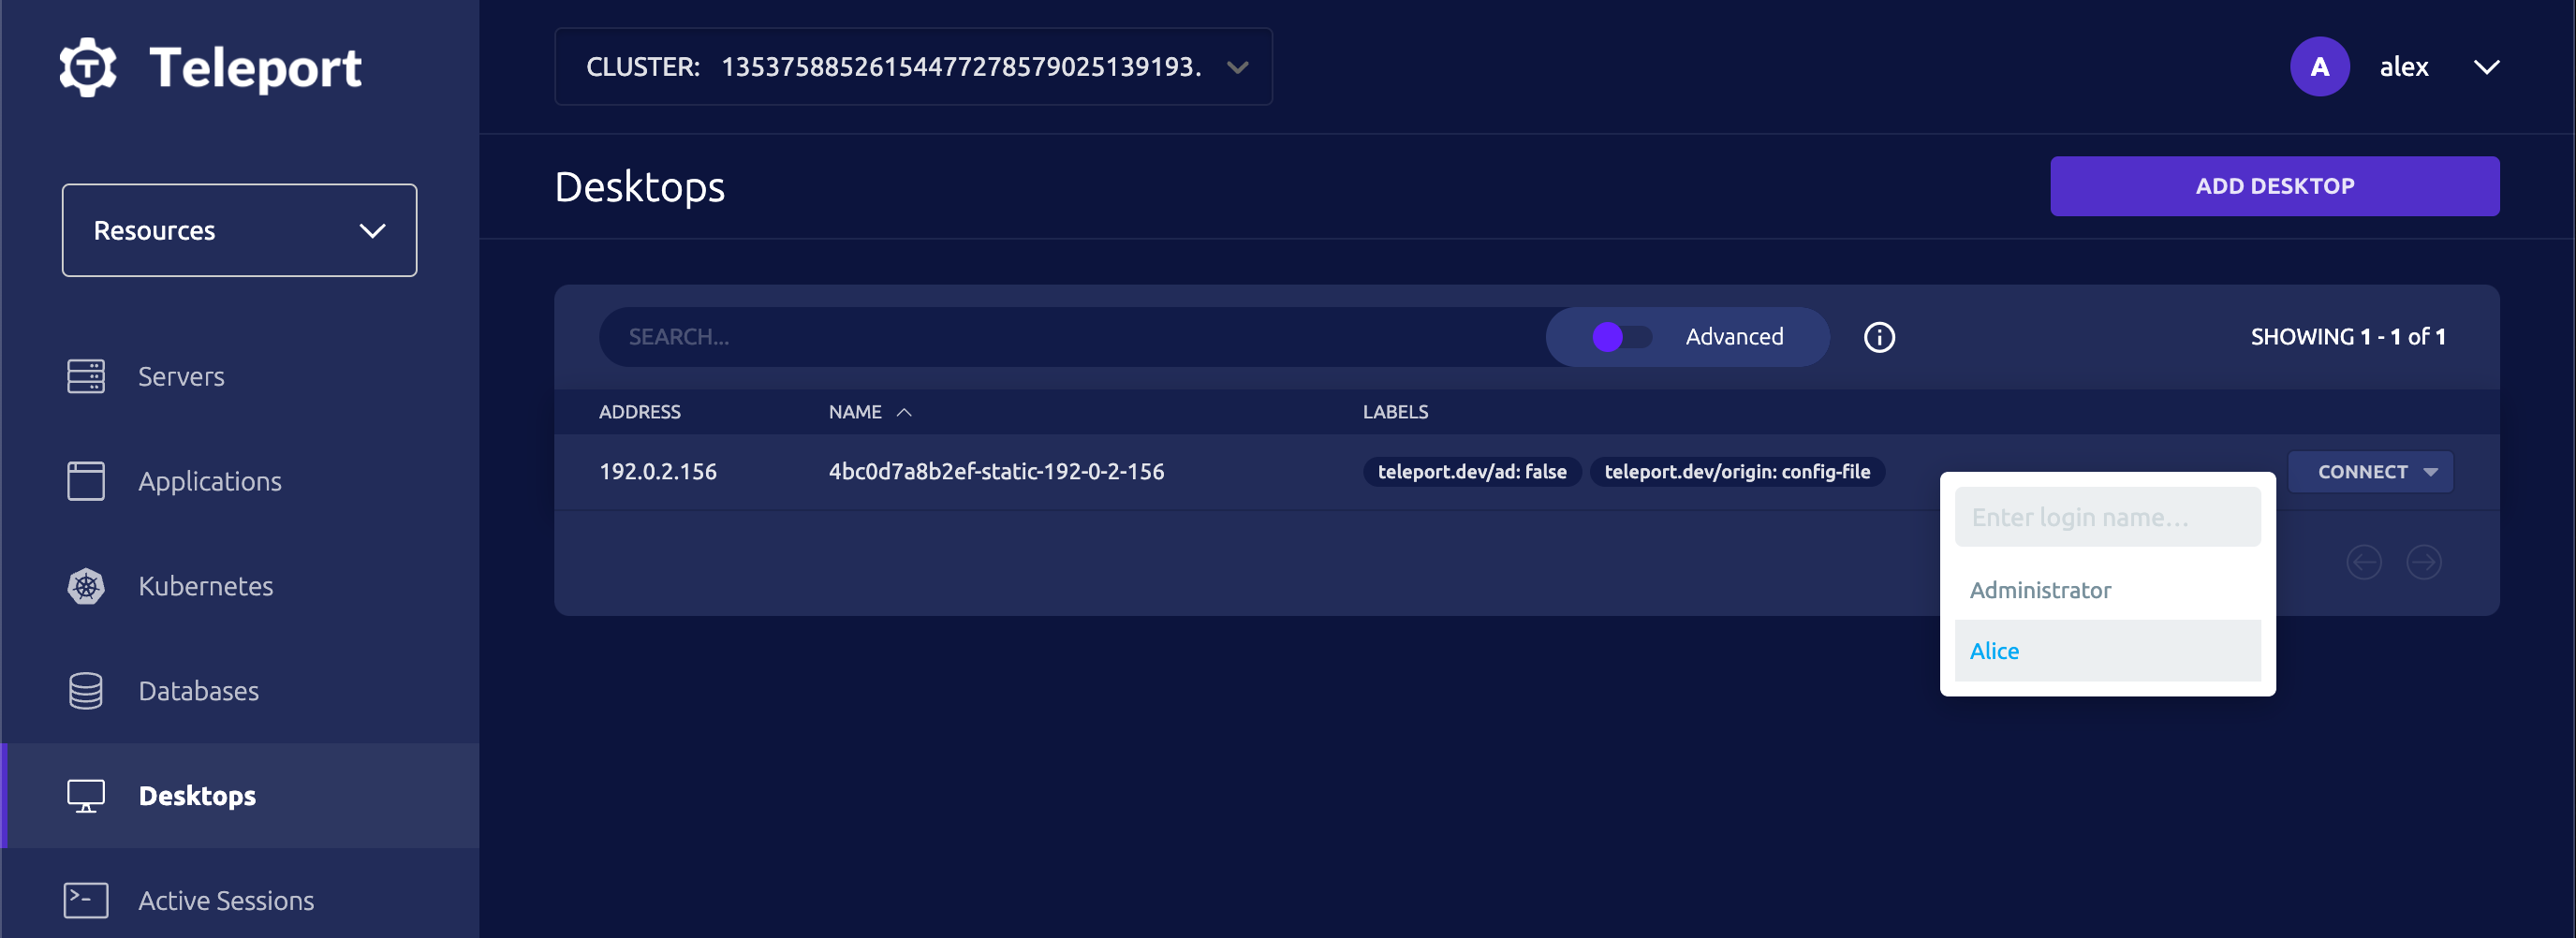 Teleport
CLUSTER: 1353758852615447727857902513919​3.
alex
A
Resources
Desktops
ADD DESKTOP
SEARCH...
Advanced
SHOWING 1 - 1 of 1
ADDRESS NAME LABELS
192.0.2.156 4bc0d7a8b2ef-static-192-0-2-156 teleport.dev/ad: false teleport.dev/origin: config-file CONNECT
Enter login name...
Administrator
Alice
Servers
Applications
Kubernetes
Databases
Desktops
Active Sessions